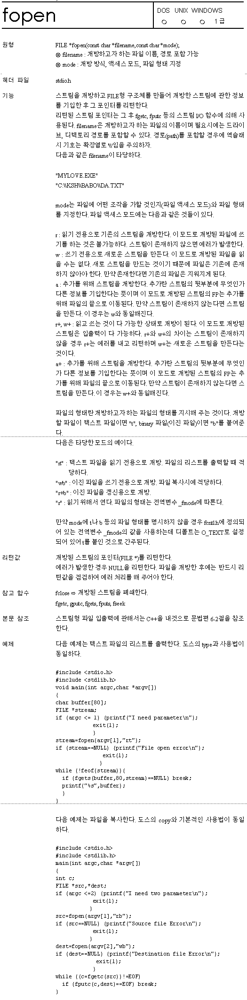 fopen
DOS UNIX WINDOWS
○ ○ ○ 1급
원형 FILE *fopen(const char *filename,const char *mode);
⊙ filename : 개방하고자 하는 파일 이름, 경로 포함 가능
⊙ mode : 개방 방식, 액세스 모드, 파일 형태 지정
헤더 파일 stdio.h
기능 스트림을 개방하고 FILE형 구조체를 만들어 개방한 스트림에 관한 정보
를 기입한 후 그 포인터를 리턴한다.
리턴된 스트림 포인터는 그 후 fgetc, fputc 등의 스트림 I/O 함수에 의해 사
용된다. filename은 개방하고자 하는 파일의 이름이며 필요시에는 드라이
브, 디렉토리 경로를 포함할 수 있다. 경로(path)를 포함할 경우에 역슬래
시 기호는 확장열로 '\\'임을 주의하자.
다음과 같은 filename이 타당하다.
"MYLOVE.EXE"
"C:\\KSH\\BABO\\DA.TXT"
mode는 파일에 어떤 조작을 가할 것인지(파일 액세스 모드)와 파일 형태
를 지정한다. 파일 액세스 모드에는 다음과 같은 것들이 있다.
r : 읽기 전용으로 기존의 스트림을 개방한다. 이 모드로 개방된 파일에 쓰
기를 하는 것은 불가능하다. 스트림이 존재하지 않으면 에러가 발생한다.
w : 쓰기 전용으로 새로운 스트림을 만든다. 이 모드로 개방된 파일을 읽
을 수는 없다. 새로 스트림을 만드는 것이기 때문에 파일은 기존에 존재
하지 않아야 한다. 만약 존재한다면 기존의 파일은 지워지게 된다.
a : 추가를 위해 스트림을 개방한다. 추가란 스트림의 뒷부분에 무엇인가
다른 정보를 기입한다는 뜻이며 이 모드로 개방된 스트림의 FP는 추가를
위해 파일의 끝으로 이동된다. 만약 스트림이 존재하지 않는다면 스트림
을 만든다. 이 경우는 w와 동일해진다.
r+, w+ : 읽고 쓰는 것이 다 가능한 상태로 개방이 된다. 이 모드로 개방된
스트림은 입출력이 다 가능하다. r+와 w+의 차이는 스트림이 존재하지
않을 경우 r+는 에러를 내고 리턴하며 w+는 새로운 스트림을 만든다는
것이다.
a+ : 추가를 위해 스트림을 개방한다. 추가란 스트림의 뒷부분에 무엇인
가 다른 정보를 기입한다는 뜻이며 이 모드로 개방된 스트림의 FP는 추
가를 위해 파일의 끝으로 이동된다. 만약 스트림이 존재하지 않는다면 스
트림을 만든다. 이 경우는 w+와 동일해진다.
파일의 형태란 개방하고자 하는 파일의 형태를 지시해 주는 것이다. 개방
할 파일이 텍스트 파일이면 "t", binary 파일(이진 파일)이면 "b"를 붙여준
다.
다음은 타당한 모드의 예이다.
"rt" : 텍스트 파일을 읽기 전용으로 개방. 파일의 리스트를 출력할 때 적
당하다.
"wb" : 이진 파일을 쓰기 전용으로 개방. 파일 복사시에 적당하다.
"r+b" : 이진 파일을 갱신용으로 개방.
"r" : 읽기 위해서 연다. 파일의 형태는 전역변수 _fmode에 따른다.
만약 mode에 t나 b 등의 파일 형태를 명시하지 않을 경우 fcntl.h에 정의되
어 있는 전역변수 _fmode의 값을 사용하는데 디폴트는 O_TEXT로 설정
되어 있어 t를 붙인 것으로 간주된다.
리턴값 개방된 스트림의 포인터(FILE *)를 리턴한다.
에러가 발생한 경우 NULL을 리턴한다. 파일을 개방한 후에는 반드시 리
턴값을 점검하여 에러 처리를 해 주어야 한다.
참고 함수 fclose ⇨ 개방된 스트림을 폐쇄한다.
fgetc, gputc, fgets, fputs, fseek
본문 참조 스트림형 파일 입출력에 관해서는 C++을 내것으로 문법편 6-2절을 참조
한다.
예제 다음 예제는 텍스트 파일의 리스트를 출력한다. 도스의 type과 사용법이
동일하다.
#include <stdio.h>
#include <stdlib.h>
void main(int argc,char *argv[])
{
char buffer[80];
FILE *stream;
if (argc <= 1) {printf("I need parameter\n");
exit(1);
}
stream=fopen(argv[1],"rt");
if (stream==NULL) {printf("File open error\n");
exit(1);
}
while (!feof(stream)){
if (fgets(buffer,80,stream)==NULL) break;
printf("%s",buffer);
}
}
다음 예제는 파일을 복사한다. 도스의 copy와 기본적인 사용법이 동일
하다.
#include <stdio.h>
#include <stdlib.h>
main(int argc,char *argv[])
{
int c;
FILE *src,*dest;
if (argc <=2) {printf("I need two parameter\n");
exit(1);
}
src=fopen(argv[1],"rb");
if (src==NULL) {printf("Source file Error\n");
exit(1);
}
dest=fopen(argv[2],"wb");
if (dest==NULL) {printf("Destination file Error\n");
exit(1);
}
while ((c=fgetc(src))!=EOF)
if (fputc(c,dest)==EOF) break;
}